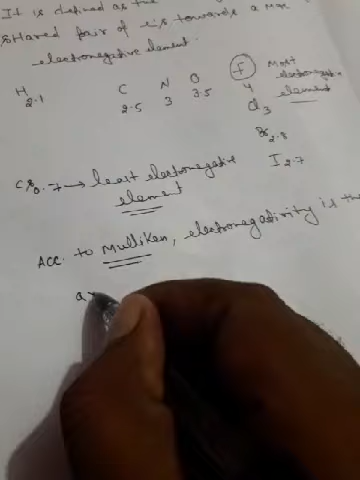 It is defined as the
shared pair of e⁻s towards a
electronegative element.
H 2.1 C 2.5 N 3 O 3.5 F 4 Most electronegative element
Cl 3
Br 2.8
I 2.7
Cs 0.7 → least electronegative
element
Acc. to Mulliken, electronegativity is the